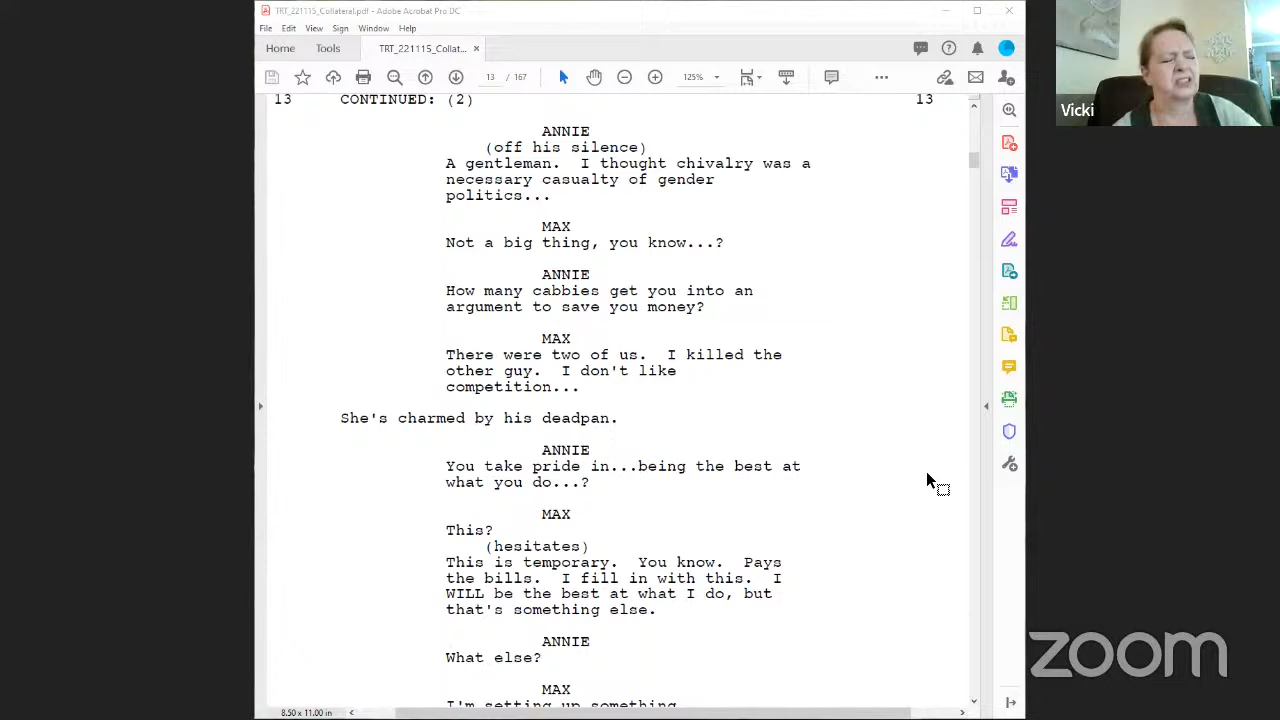 TRT_221115_Collateral.pdf - Adobe Acrobat Pro DC
File Edit View Sign Window Help
Home Tools TRT_221115_Collat... ×
13 / 167 125%
13 CONTINUED: (2) 13
ANNIE
(off his silence)
A gentleman. I thought chivalry was a
necessary casualty of gender
politics...
MAX
Not a big thing, you know...?
ANNIE
How many cabbies get you into an
argument to save you money?
MAX
There were two of us. I killed the
other guy. I don't like
competition...
She's charmed by his deadpan.
ANNIE
You take pride in...being the best at
what you do...?
MAX
This?
(hesitates)
This is temporary. You know. Pays
the bills. I fill in with this. I
WILL be the best at what I do, but
that's something else.
ANNIE
What else?
MAX
I'm setting up something
8.50 x 11.00 in
Vicki
zoom